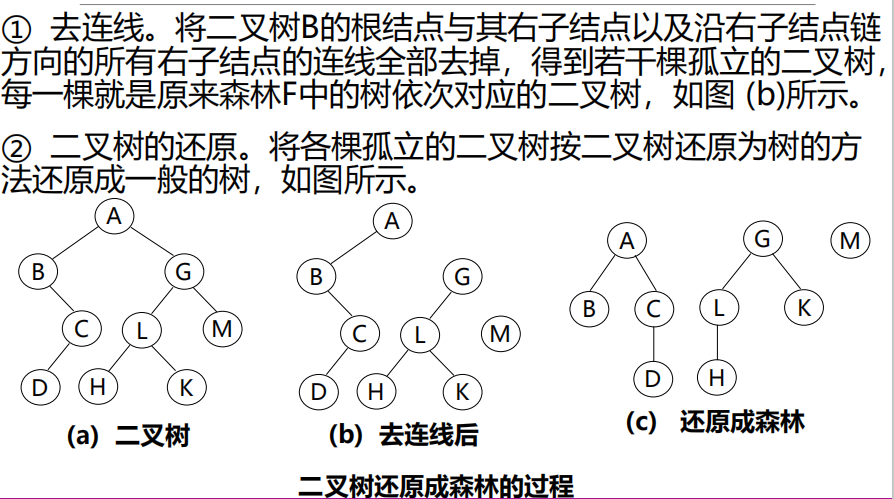 ① 去连线。将二叉树B的根结点与其右子结点以及沿右子结点链
方向的所有右子结点的连线全部去掉，得到若干棵孤立的二叉树，
每一棵就是原来森林F中的树依次对应的二叉树，如图 (b)所示。
② 二叉树的还原。将各棵孤立的二叉树按二叉树还原为树的方
法还原成一般的树，如图所示。
A
B G
C L M
D H K
(a) 二叉树
A
B G
C L M
D H K
(b) 去连线后
A G M
B C L K
D H
(c) 还原成森林
二叉树还原成森林的过程